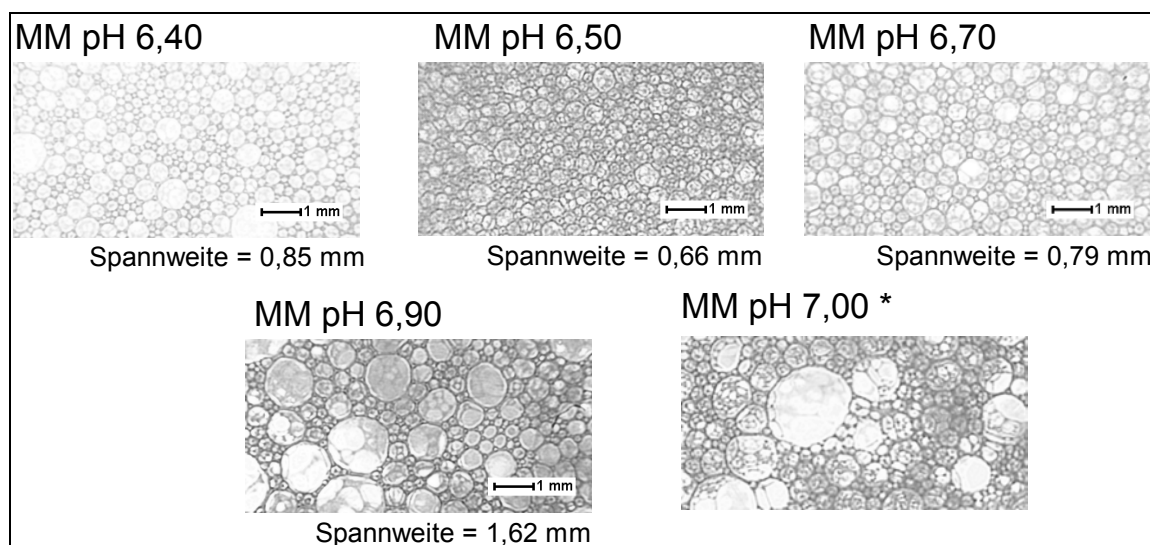 MM pH 6,40
MM pH 6,50
MM pH 6,70
1 mm
1 mm
1 mm
Spannweite = 0,85 mm
Spannweite = 0,66 mm
Spannweite = 0,79 mm
MM pH 6,90
MM pH 7,00 *
1 mm
Spannweite = 1,62 mm